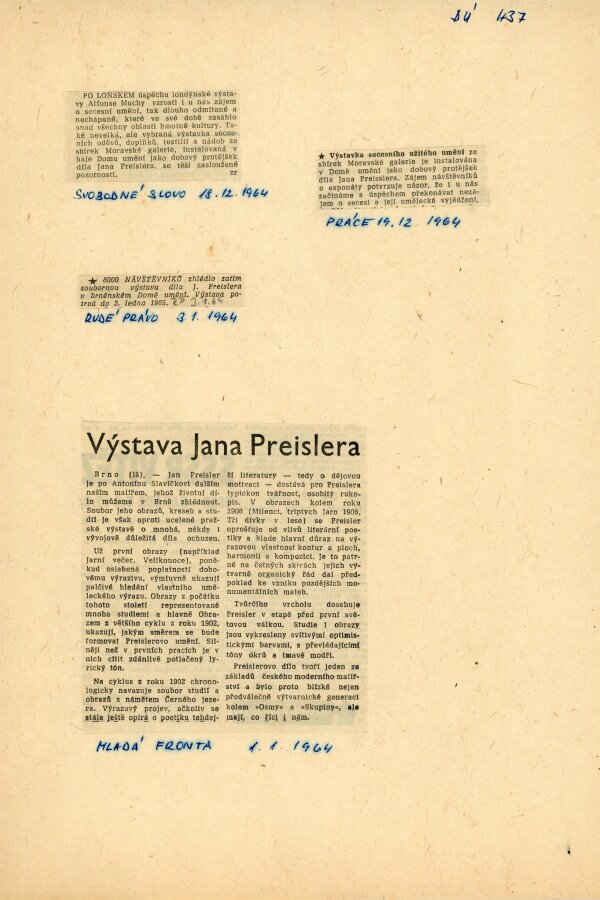 DÚ 437
PO LOŇSKÉM úspěchu londýnské výsta-
vy Alfonse Muchy vzrostl i u nás zájem
o secesní umění, tak dlouho odmítané a
nechápané, které ve své době zasáhlo
snad všechny oblasti hmotné kultury. Ta-
ké nevelká, ale vybraná výstavka seces-
ních oděvů, doplňků, textilií a nádob ze
sbírek Moravské galerie, instalovaná v
hale Domu umění jako dobový protějšek
díla Jana Preislera, se těší zasloužené
pozornosti. zr
SVOBODNÉ SLOVO 18.12.1964
★ Výstavka secesního užitého umění ze
sbírek Moravské galerie je instalována
v Domě umění jako dobový protějšek
díla Jana Preisslera. Zájem návštěvníků
o exponáty potvrzuje názor, že i u nás
začínáme s úspěchem překonávat nezá-
jem o secesi a její umělecké vyjádření,
PRÁCE 19.12. 1964
★ 8000 NÁVŠTĚVNÍKŮ zhlédlo zatím
soubornou výstavu díla J. Preislera
v brněnském Domě umění. Výstava po-
trvá do 3. ledna 1965.
RUDÉ PRÁVO 3.1.1964
Výstava Jana Preislera
Brno (lš). — Jan Preisler
je po Antonínu Slavíčkovi dalším
naším malířem, jehož životní dí-
lo můžeme v Brně zhlédnout.
Soubor jeho obrazů, kreseb a stu-
dií je však oproti ucelené praž-
ské výstavě o mnohá, někdy i
vývojově důležitá díla ochuzen.
Už první obrazy (například
Jarní večer, Velikonoce), poně-
kud oslabená poplatností dobo-
vému výrazivu, výmluvně ukazují
palčivé hledání vlastního umě-
leckého výrazu. Obrazy z počátku
tohoto století reprezentované
mnoha studiemi a hlavně Obra-
zem z většího cyklu z roku 1902,
ukazují, jakým směrem se bude
formovat Preislerovo umění. Sil-
něji než v prvních pracích je v
nich cítit zdánlivě potlačený ly-
rický tón.
Na cyklus z roku 1902 chrono-
logicky navazuje soubor studií a
obrazů s námětem Černého jeze-
ra. Výrazový projev, ačkoliv se
stále ještě opírá o poetiku tehdej-
ší literatury — tedy o dějovou
motivaci — dostává pro Preislera
typickou tvářnost, osobitý ruko-
pis. V obrazech kolem roku
1906 (Milenci, triptych Jaro 1906,
Tři dívky v lese) se Preisler
oprošťuje od vlivů literární poe-
tiky a klade hlavní důraz na vý-
razovou vlastnost kontur a ploch,
harmonii a kompozici. Je to patr-
né na četných skicách jejich vý-
tvarně organický řád dal před-
poklad ke vzniku pozdějších mo-
numentálních maleb.
Tvůrčího vrcholu dosahuje
Preisler v etapě před první svě-
tovou válkou. Studie i obrazy
jsou vykresleny svítivými optimis-
tickými barvami, s převládajícími
tóny okrů a tmavé modři.
Preislerovo dílo tvoří jeden ze
základů českého moderního malíř-
ství a bylo proto blízké nejen
předválečné výtvarnické generaci
kolem »Osmy« a »Skupiny«, ale
mají, co říci i nám.
MLADÁ FRONTA 1.1.1964